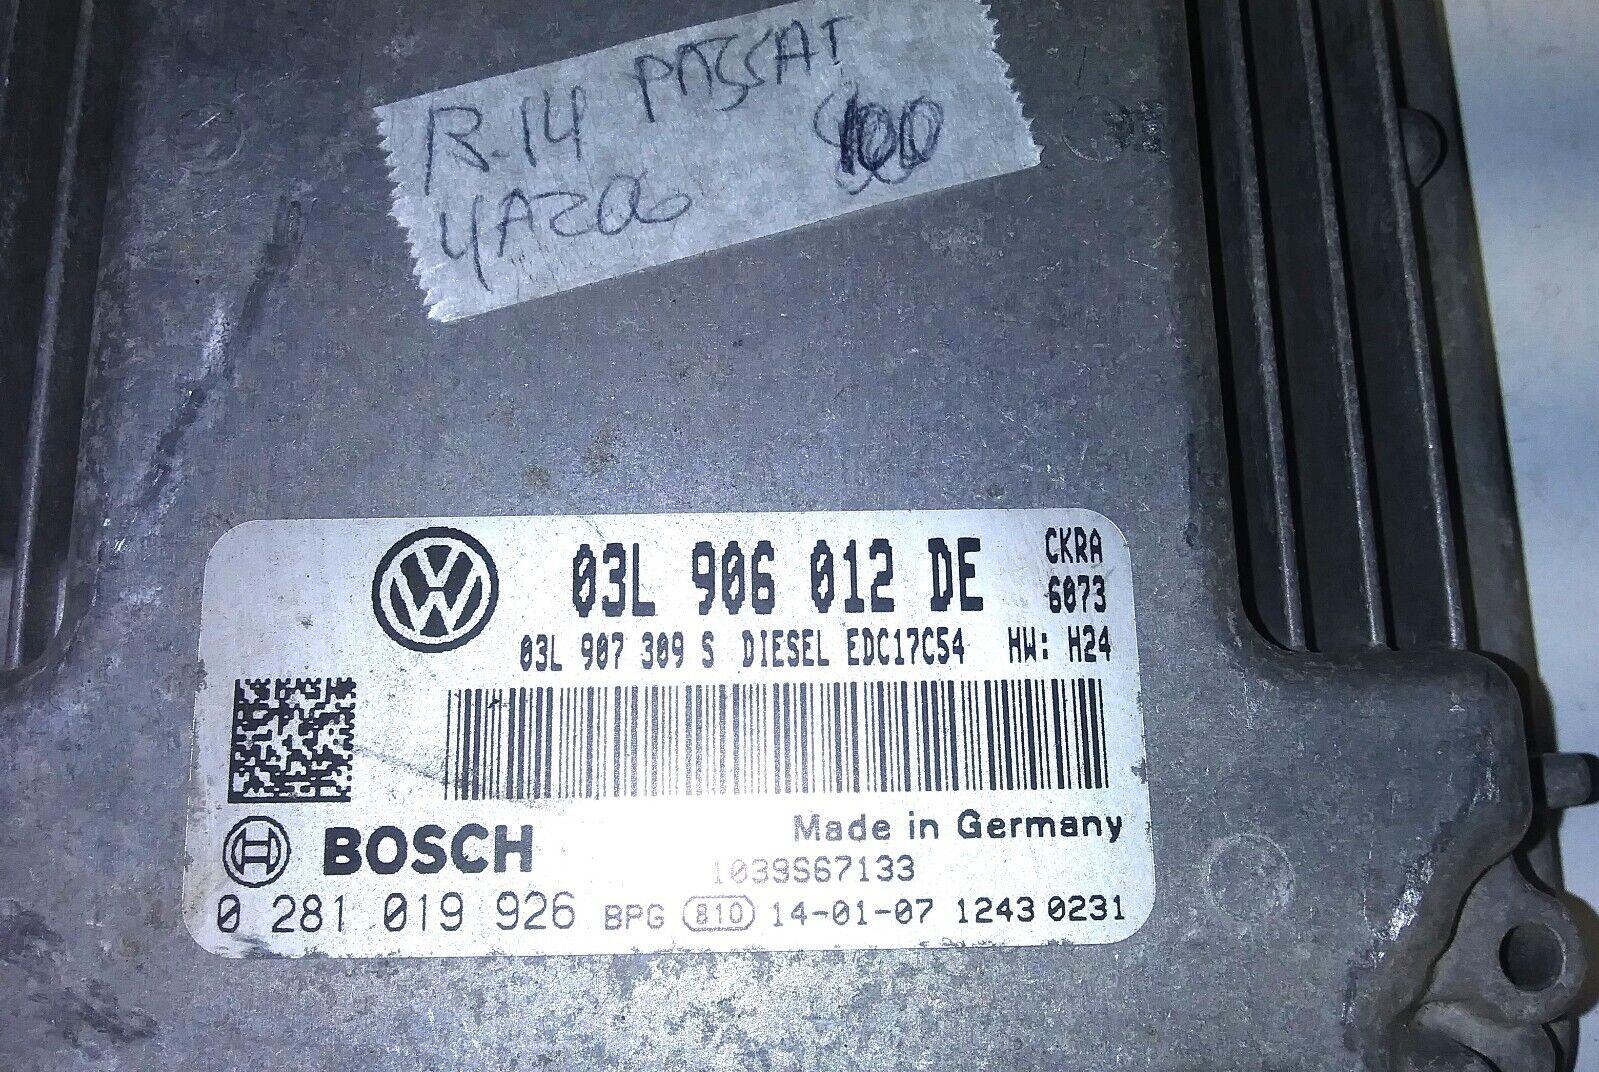 R.14 PASSAT
4A206
03L 906 012 DE
CKRA
6073
03L 907 309 S DIESEL EDC17C54 HW: H24
BOSCH
Made in Germany
1039S67133
0 281 019 926 BPG 810 14-01-07 1243 0231